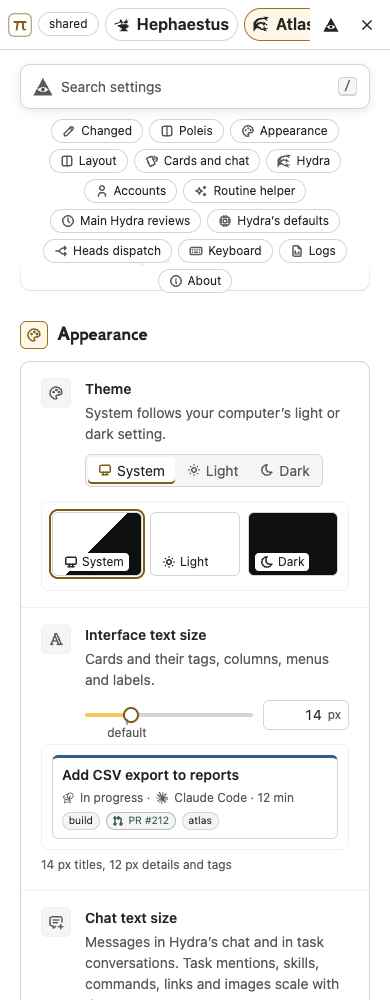 shared
Hephaestus
Atlas
Search settings
/
Changed
Poleis
Appearance
Layout
Cards and chat
Hydra
Accounts
Routine helper
Main Hydra reviews
Hydra's defaults
Heads dispatch
Keyboard
Logs
About
Appearance
Theme
System follows your computer's light or
dark setting.
System
Light
Dark
System
Light
Dark
Interface text size
Cards and their tags, columns, menus
and labels.
14 px
default
Add CSV export to reports
In progress · Claude Code · 12 min
build
PR #212
atlas
14 px titles, 12 px details and tags
Chat text size
Messages in Hydra's chat and in task
conversations. Task mentions, skills,
commands, links and images scale with